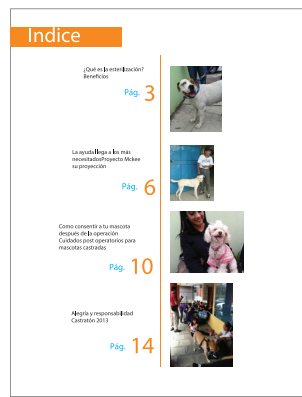 Indice
¿Qué es la esterilización?
Beneficios
Pág. 3
La ayuda llega a los más
necesitadosProyecto Mckee
su proyección
Pág. 6
Como consentir a tu mascota
después de la operación
Cuidados post operatorios para
mascotas castradas
Pág. 10
Alegría y responsabilidad
Castratón 2013
Pág. 14